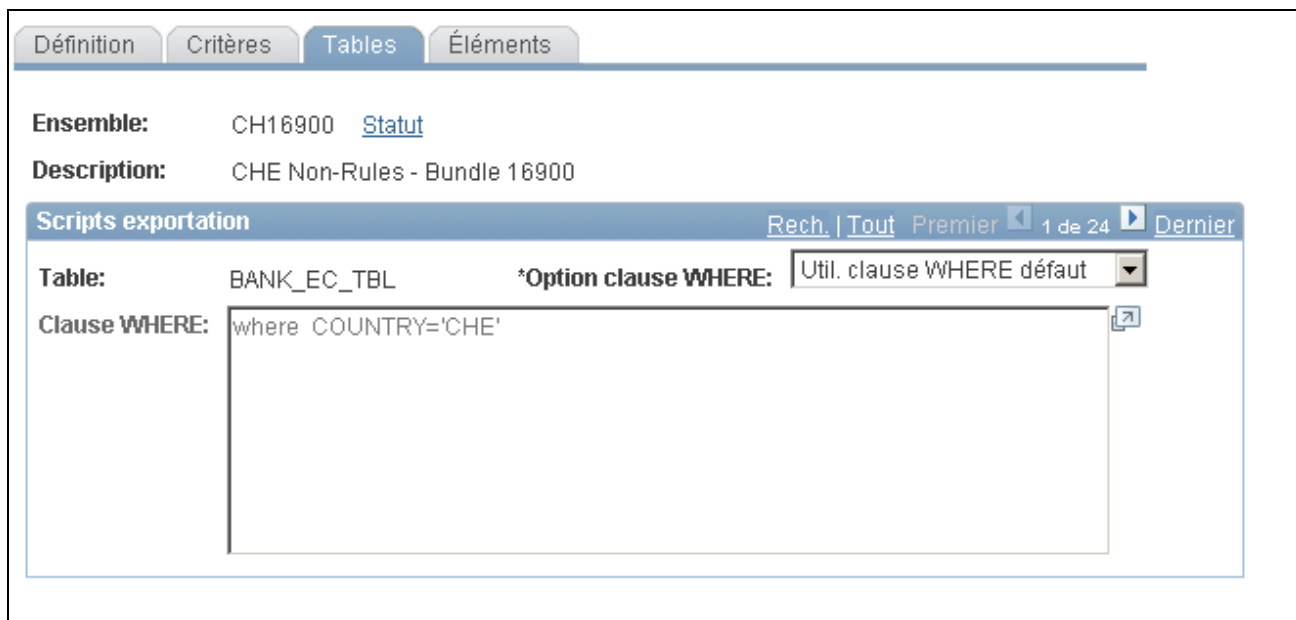 Définition Critères Tables Éléments
Ensemble: CH16900 Statut
Description: CHE Non-Rules - Bundle 16900
Scripts exportation Rech. | Tout Premier 1 de 24 Dernier
Table: BANK_EC_TBL *Option clause WHERE: Util. clause WHERE défaut
Clause WHERE: where COUNTRY='CHE'